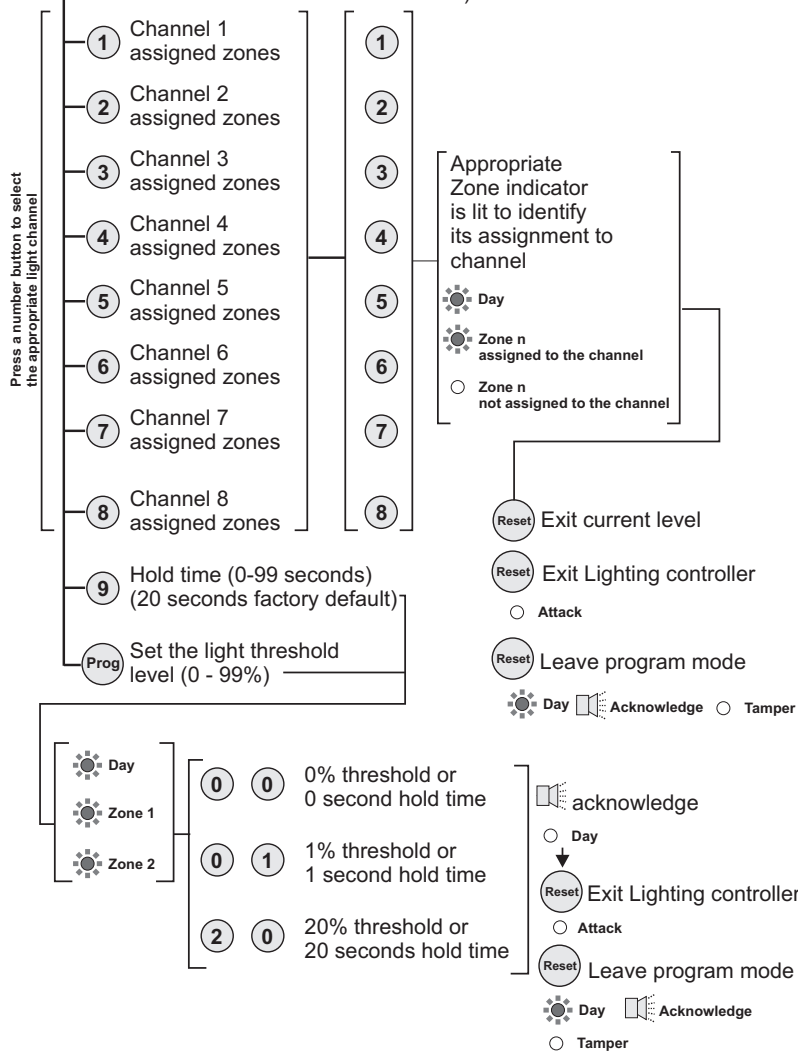 Press a number button to select
the appropriate light channel
1 Channel 1
assigned zones
2 Channel 2
assigned zones
3 Channel 3
assigned zones
4 Channel 4
assigned zones
5 Channel 5
assigned zones
6 Channel 6
assigned zones
7 Channel 7
assigned zones
8 Channel 8
assigned zones
9 Hold time (0-99 seconds)
(20 seconds factory default)
Prog Set the light threshold
level (0 - 99%)
1
2
3
4
5
6
7
8
Appropriate
Zone indicator
is lit to identify
its assignment to
channel
Day
Zone n
assigned to the channel
Zone n
not assigned to the channel
Reset Exit current level
Reset Exit Lighting controller
Attack
Reset Leave program mode
Day Acknowledge Tamper
Day
Zone 1
Zone 2
0 0 0% threshold or
0 second hold time
0 1 1% threshold or
1 second hold time
2 0 20% threshold or
20 seconds hold time
acknowledge
Day
Reset Exit Lighting controller
Attack
Reset Leave program mode
Day Acknowledge
Tamper